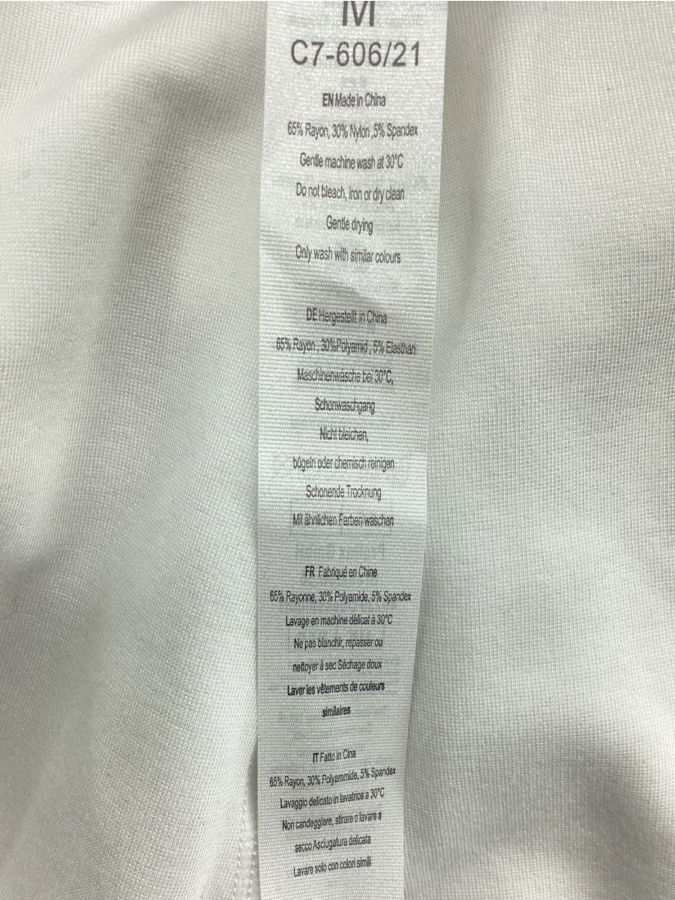 M
C7-606/21
EN Made in China
65% Rayon, 30% Nylon ,5% Spandex
Gentle machine wash at 30°C
Do not bleach, iron or dry clean
Gentle drying
Only wash with similar colours
DE Hergestellt in China
65% Rayon , 30%Polyamid , 5% Elasthan
Maschinenwäsche bei 30°C,
Schonwaschgang
Nicht bleichen,
bügeln oder chemisch reinigen
Schonende Trocknung
Mit ähnlichen Farben waschen
FR Fabriqué en Chine
65% Rayonne, 30% Polyamide, 5% Spandex
Lavage en machine délicat à 30°C
Ne pas blanchir, repasser ou
nettoyer à sec Séchage doux
Laver les vêtements de couleurs
similaires
IT Fatto in Cina
65% Rayon, 30% Polyammide, 5% Spandex
Lavaggio delicato in lavatrice a 30°C
Non candeggiare, stirare o lavare a
secco Asciugatura delicata
Lavare solo con colori simili